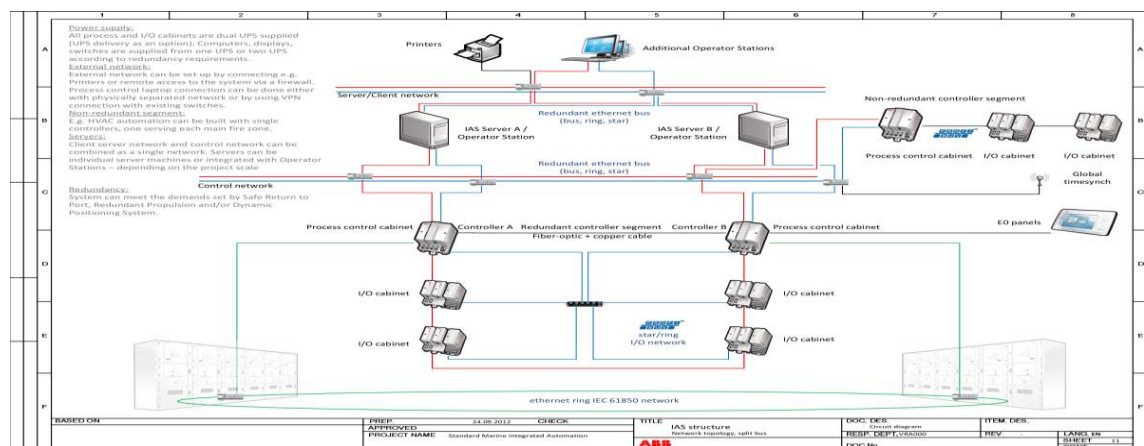 1 2 3 4 5 6 7 8
Power supply:
All process and I/O cabinets are dual UPS supplied
(UPS delivery as an option). Computers, displays,
switches are supplied from one UPS or two UPS
according to redundancy requirements.
External network:
External network can be set up by connecting e.g.
Printers or remote access to the system via a firewall.
Process control laptop connection can be done either
with physically separated network or by using VPN
connection with existing switches.
Non-redundant segment:
E.g. HVAC automation can be built with single
controllers, one serving each main fire zone.
Servers:
Client server network and control network can be
combined as a single network. Servers can be
individual server machines or integrated with Operator
Stations – depending on the project scale
Redundancy:
System can meet the demands set by Safe Return to
Port, Redundant Propulsion and/or Dynamic
Positioning System.
Printers
Additional Operator Stations
Server/Client network
Redundant ethernet bus
(bus, ring, star)
IAS Server A /
Operator Station
IAS Server B /
Operator Station
Non-redundant controller segment
Process control cabinet
I/O cabinet
I/O cabinet
Redundant ethernet bus
(bus, ring, star)
Control network
Global
timesynch
Process control cabinet
Controller A
Redundant controller segment
Controller B
Process control cabinet
Fiber-optic + copper cable
E0 panels
I/O cabinet
I/O cabinet
star/ring
I/O network
I/O cabinet
I/O cabinet
ethernet ring IEC 61850 network
A
B
C
D
E
F
A
B
C
D
E
F
BASED ON
PREP. 24.09.2012 CHECK
APPROVED
PROJECT NAME Standard Marine Integrated Automation
TITLE
IAS structure
Network topology, split bus
ABB
DOC. DES.
Circuit diagram
ITEM DES.
RESP. DEPT.
REV. -
LANG. EN
SHEET 11
DOC No.